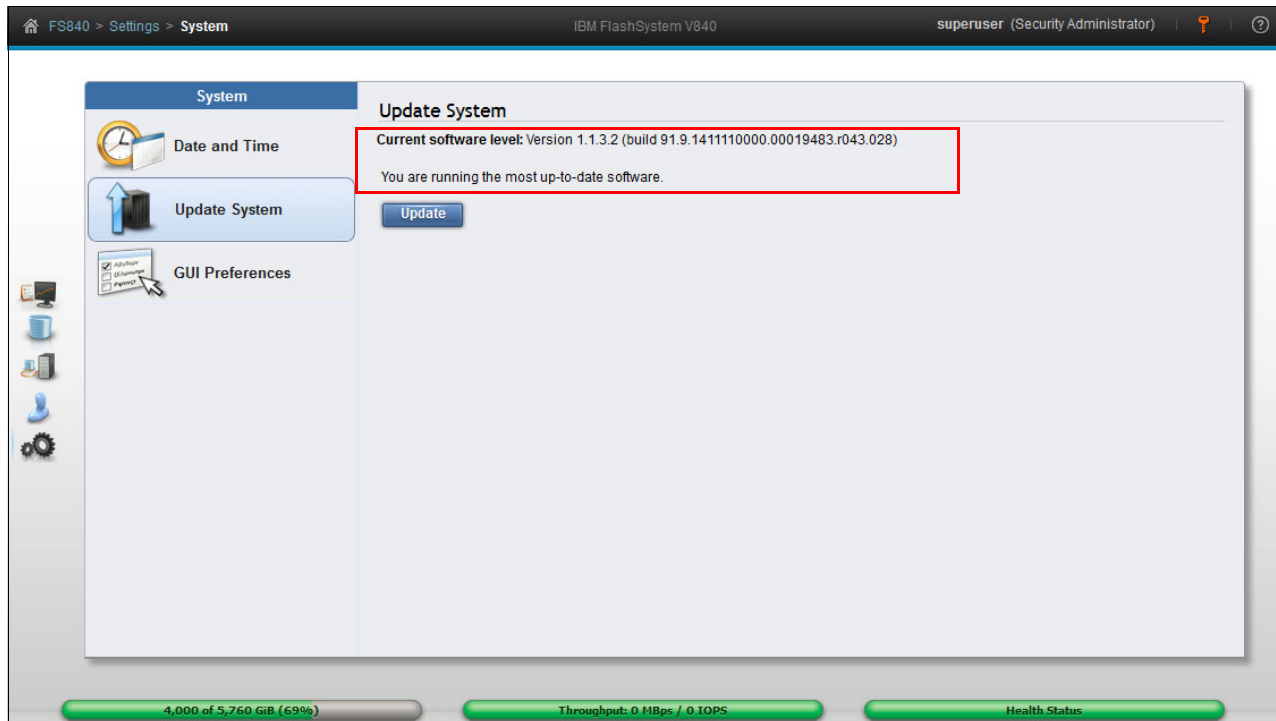 FS840 > Settings > System
IBM FlashSystem V840
superuser (Security Administrator)
System
Date and Time
Update System
GUI Preferences
Update System
Current software level: Version 1.1.3.2 (build 91.9.1411110000.00019483.r043.028)
You are running the most up-to-date software.
Update
4,000 of 5,760 GiB (69%)
Throughput: 0 MBps / 0 IOPS
Health Status